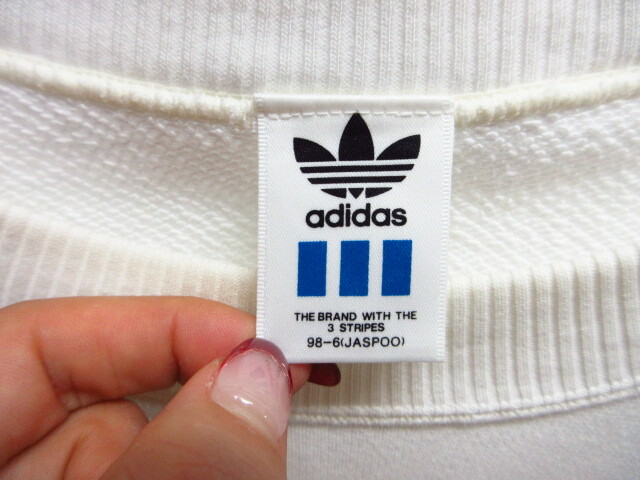 adidas
THE BRAND WITH THE
3 STRIPES
98-6(JASPOO)